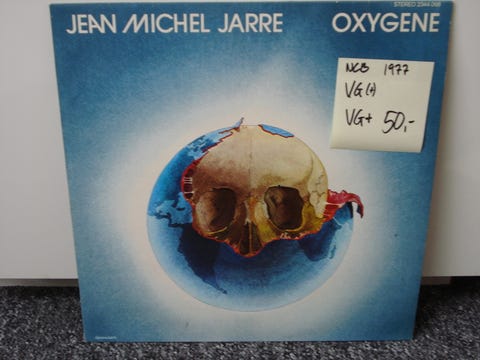 STEREO 2344 068
JEAN MICHEL JARRE OXYGENE
NCB 1977
VG(+)
VG+ 50,-